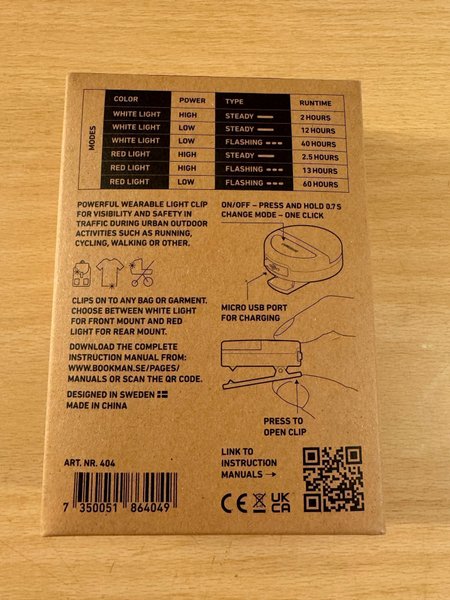 MODES
COLOR POWER TYPE RUNTIME
WHITE LIGHT HIGH STEADY 2 HOURS
WHITE LIGHT LOW STEADY 12 HOURS
WHITE LIGHT LOW FLASHING 40 HOURS
RED LIGHT HIGH STEADY 2.5 HOURS
RED LIGHT HIGH FLASHING 13 HOURS
RED LIGHT LOW FLASHING 60 HOURS
POWERFUL WEARABLE LIGHT CLIP
FOR VISIBILITY AND SAFETY IN
TRAFFIC DURING URBAN OUTDOOR
ACTIVITIES SUCH AS RUNNING,
CYCLING, WALKING OR OTHER.
CLIPS ON TO ANY BAG OR GARMENT.
CHOOSE BETWEEN WHITE LIGHT
FOR FRONT MOUNT AND RED
LIGHT FOR REAR MOUNT.
DOWNLOAD THE COMPLETE
INSTRUCTION MANUAL FROM:
WWW.BOOKMAN.SE/PAGES/
MANUALS OR SCAN THE QR CODE.
DESIGNED IN SWEDEN
MADE IN CHINA
ON/OFF – PRESS AND HOLD 0.7 S
CHANGE MODE – ONE CLICK
MICRO USB PORT
FOR CHARGING
PRESS TO
OPEN CLIP
ART. NR. 404
7 350051 864049
LINK TO
INSTRUCTION
MANUALS →
CE UK
CA